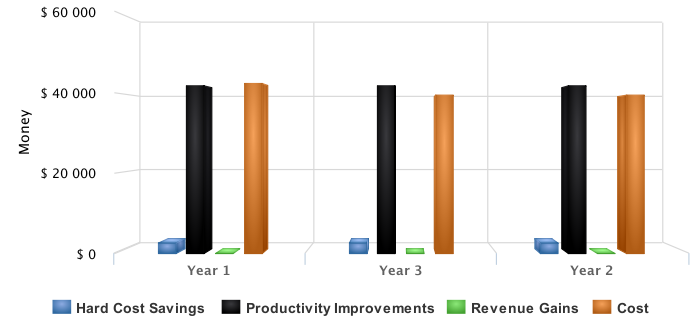 $ 60 000
$ 40 000
$ 20 000
$ 0
Money
Year 1 Year 3 Year 2
Hard Cost Savings Productivity Improvements Revenue Gains Cost